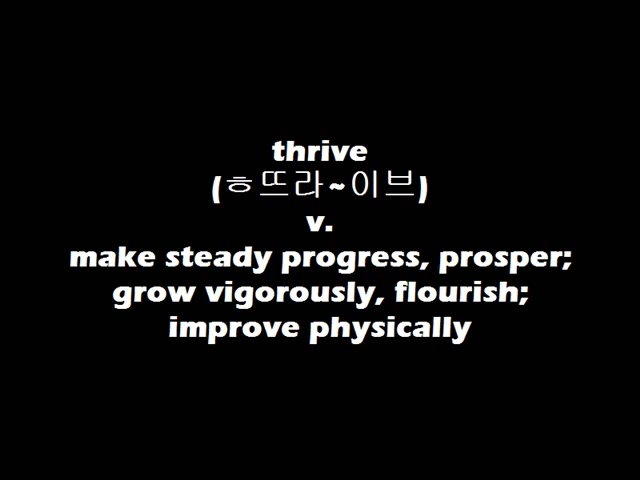 thrive
(ㅎ뜨라~이브)
v.
make steady progress, prosper;
grow vigorously, flourish;
improve physically